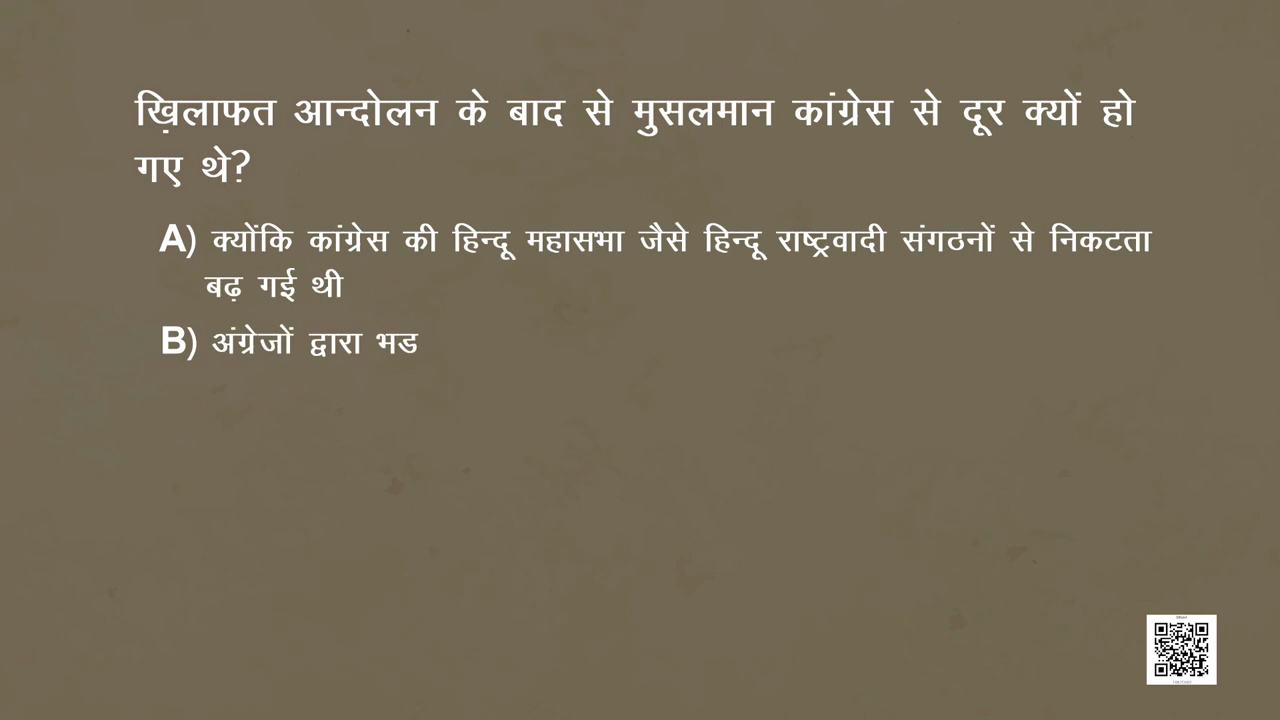 ख़िलाफत आन्दोलन के बाद से मुसलमान कांग्रेस से दूर क्यों हो
गए थे?
A) क्योंकि कांग्रेस की हिन्दू महासभा जैसे हिन्दू राष्ट्रवादी संगठनों से निकटता
बढ़ गई थी
B) अंग्रेजों द्वारा भड